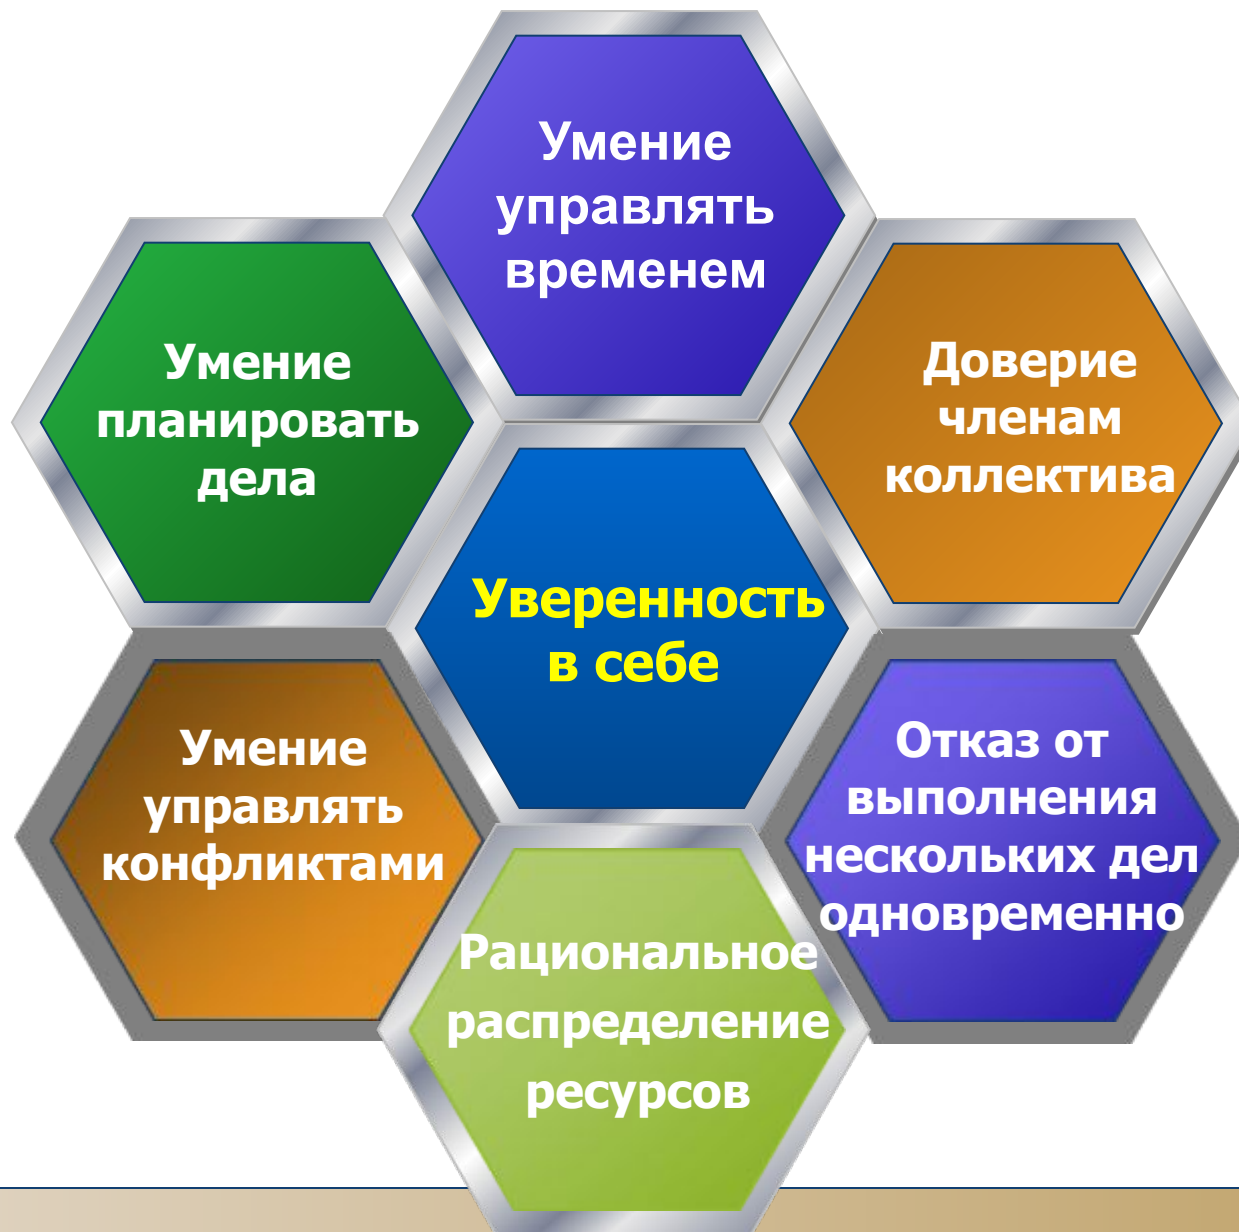 Умение
управлять
временем
Умение
планировать
дела
Доверие
членам
коллектива
Уверенность
в себе
Умение
управлять
конфликтами
Отказ от
выполнения
нескольких дел
одновременно
Рациональное
распределение
ресурсов